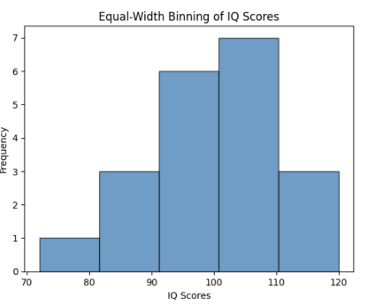 Equal-Width Binning of IQ Scores
7
6
5
4
3
2
1
0
Frequency
70 80 90 100 110 120
IQ Scores